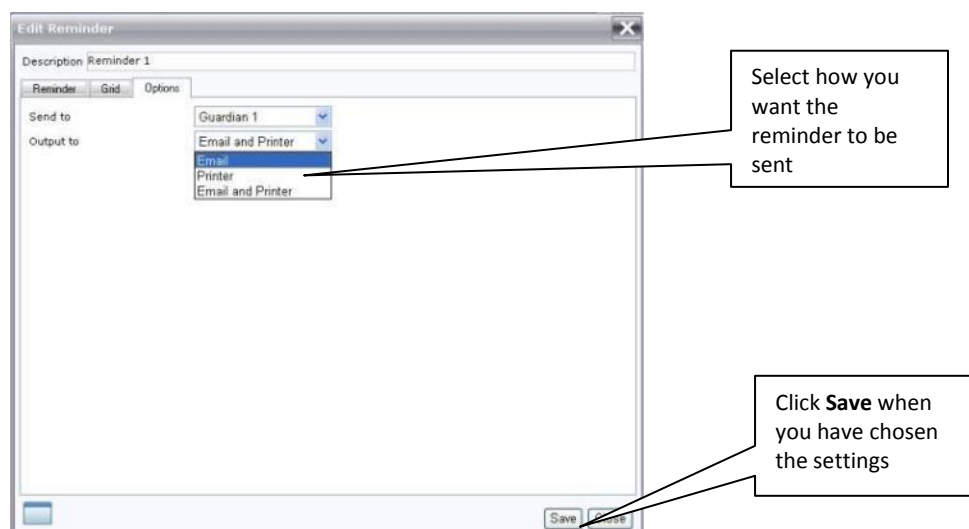 Edit Reminder
Description Reminder 1
Reminder Grid Options
Send to Guardian 1
Output to Email and Printer
Email
Printer
Email and Printer
Select how you
want the
reminder to be
sent
Click Save when
you have chosen
the settings
Save Close